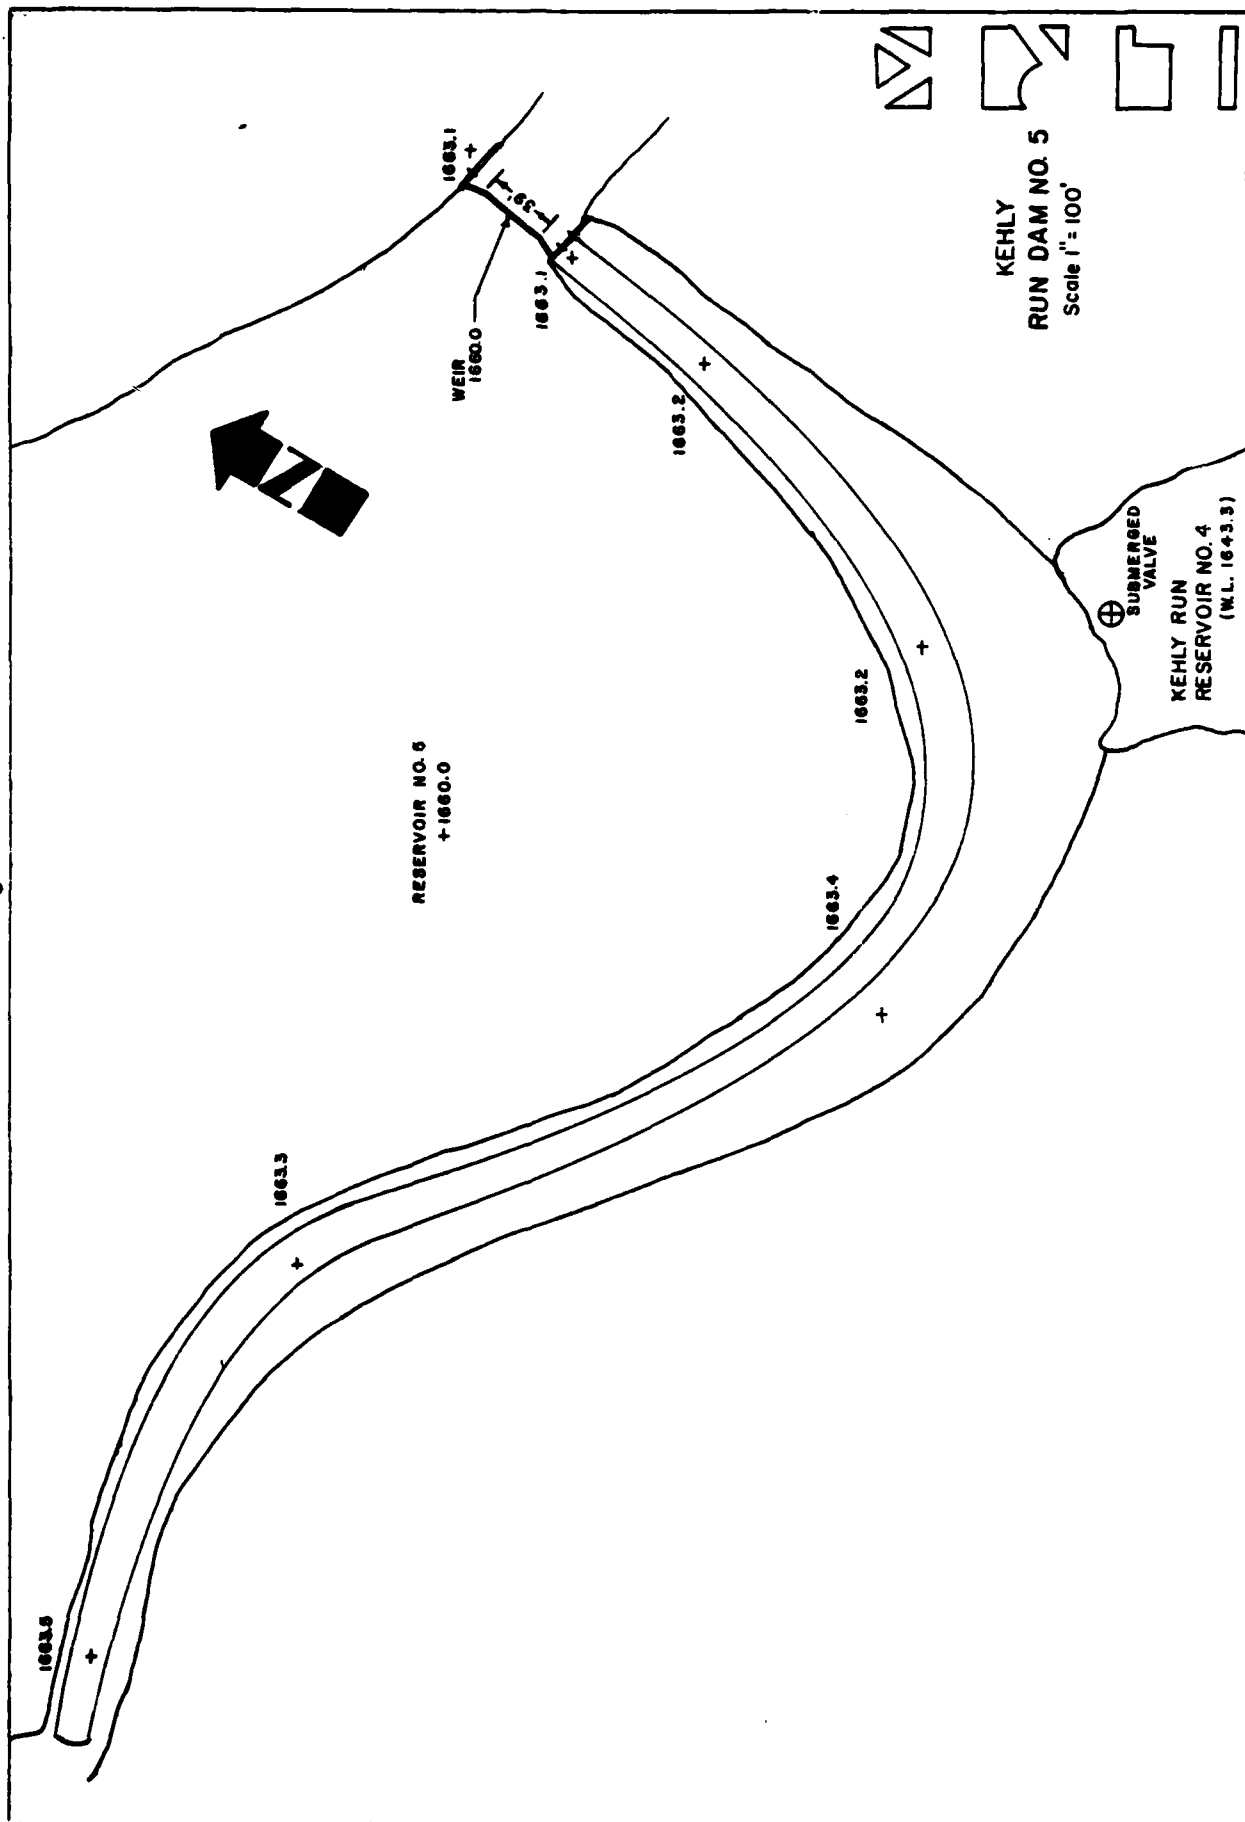 1663.5
1663.3
RESERVOIR NO. 5
+1660.0
1663.4
1663.2
1663.2
WEIR
1660.0
1663.1
1663.1
39'
N
KEHLY
RUN DAM NO. 5
Scale 1"= 100'
SUBMERGED
VALVE
KEHLY RUN
RESERVOIR NO. 4
(W.L. 1643.3)